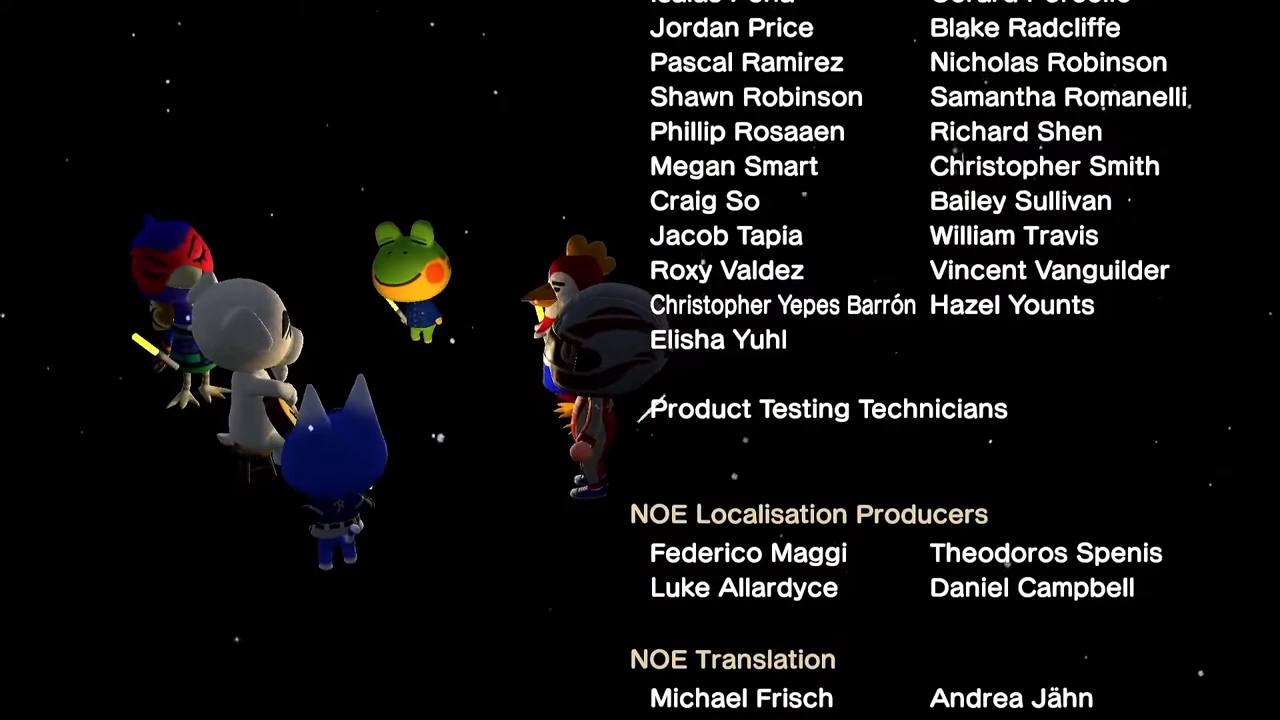 Jordan Price Blake Radcliffe
Pascal Ramirez Nicholas Robinson
Shawn Robinson Samantha Romanelli
Phillip Rosaaen Richard Shen
Megan Smart Christopher Smith
Craig So Bailey Sullivan
Jacob Tapia William Travis
Roxy Valdez Vincent Vanguilder
Christopher Yepes Barrón Hazel Younts
Elisha Yuhl
Product Testing Technicians
NOE Localisation Producers
Federico Maggi Theodoros Spenis
Luke Allardyce Daniel Campbell
NOE Translation
Michael Frisch Andrea Jähn